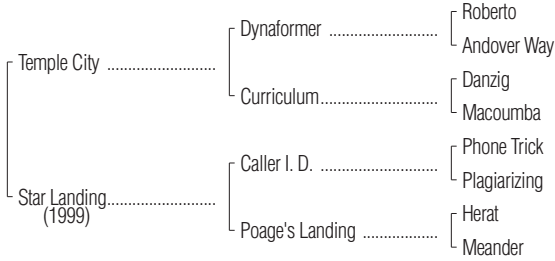 Roberto
Dynaformer ......................
Andover Way
Temple City .........................
Danzig
Curriculum........................
Macoumba
Phone Trick
Caller I. D. ........................
Plagiarizing
Star Landing.........................
(1999)
Herat
Poage's Landing ...............
Meander